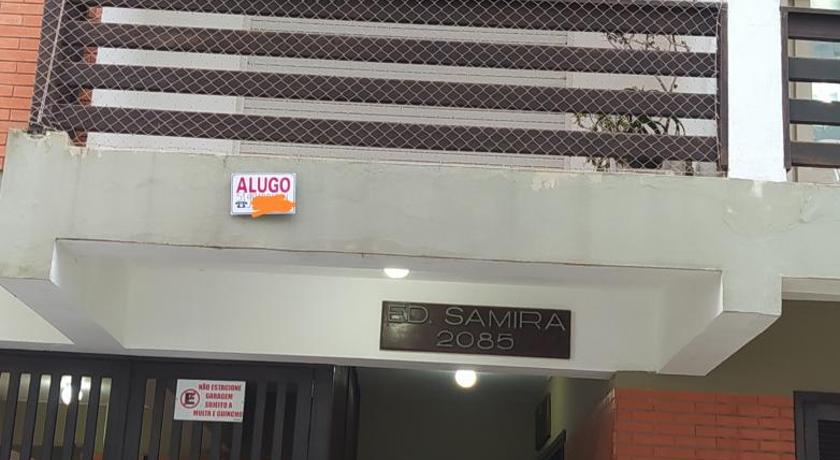 ALUGO
ED. SAMIRA
2085
NÃO ESTACIONE
GARAGEM
SUJEITO A
MULTA E GUINCHO